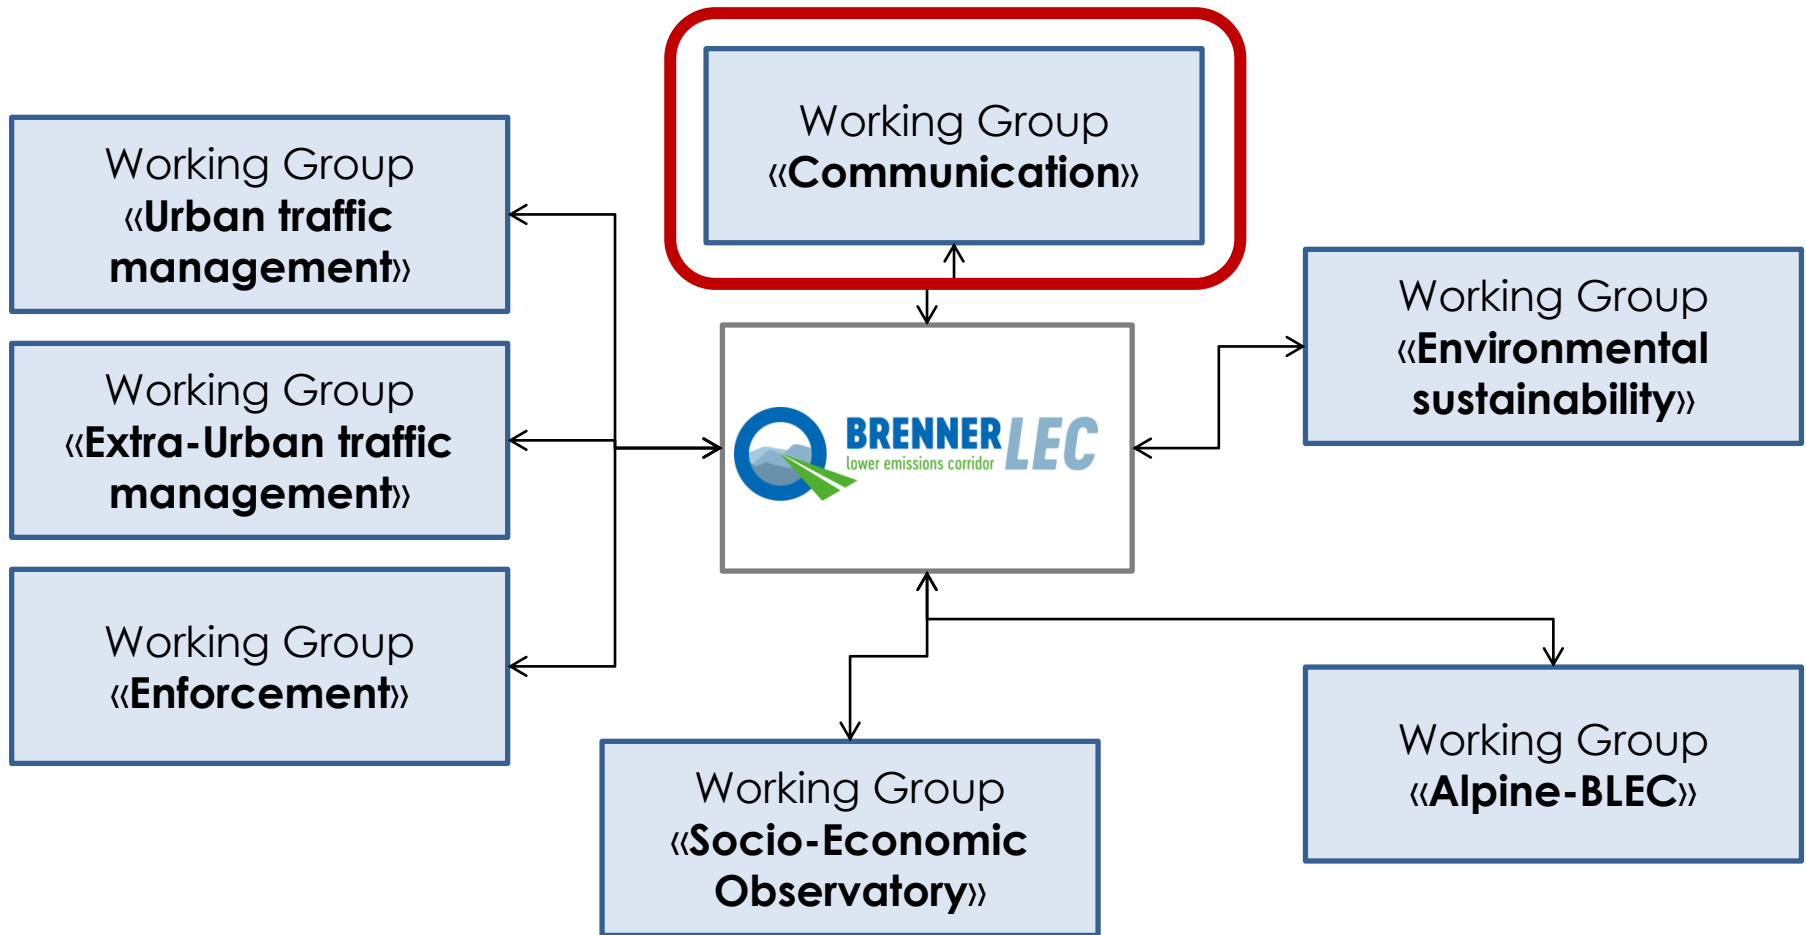 Working Group
«Communication»
Working Group
«Urban traffic
management»
Working Group
«Extra-Urban traffic
management»
Working Group
«Enforcement»
BRENNER LEC
lower emissions corridor
Working Group
«Environmental
sustainability»
Working Group
«Socio-Economic
Observatory»
Working Group
«Alpine-BLEC»